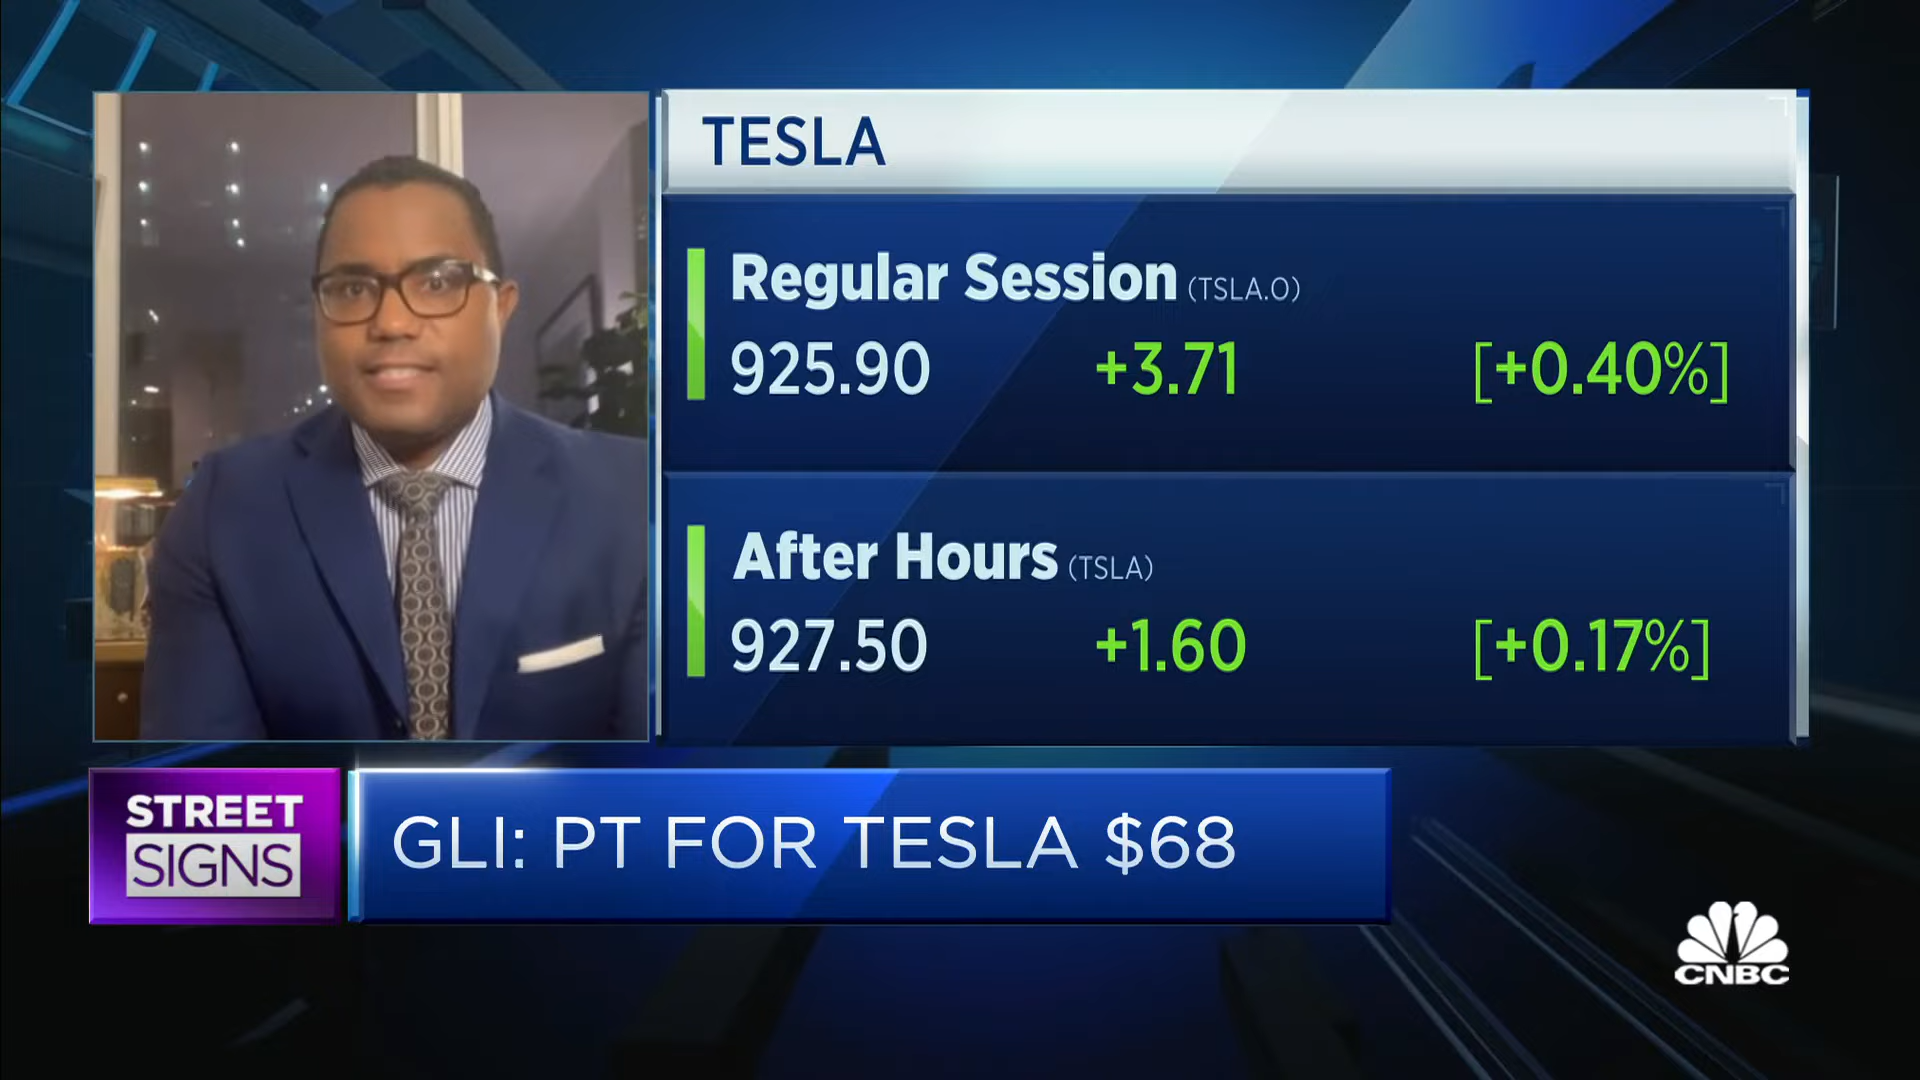 TESLA
Regular Session (TSLA.O)
925.90 +3.71 [+0.40%]
After Hours (TSLA)
927.50 +1.60 [+0.17%]
STREET
SIGNS
GLI: PT FOR TESLA $68
CNBC